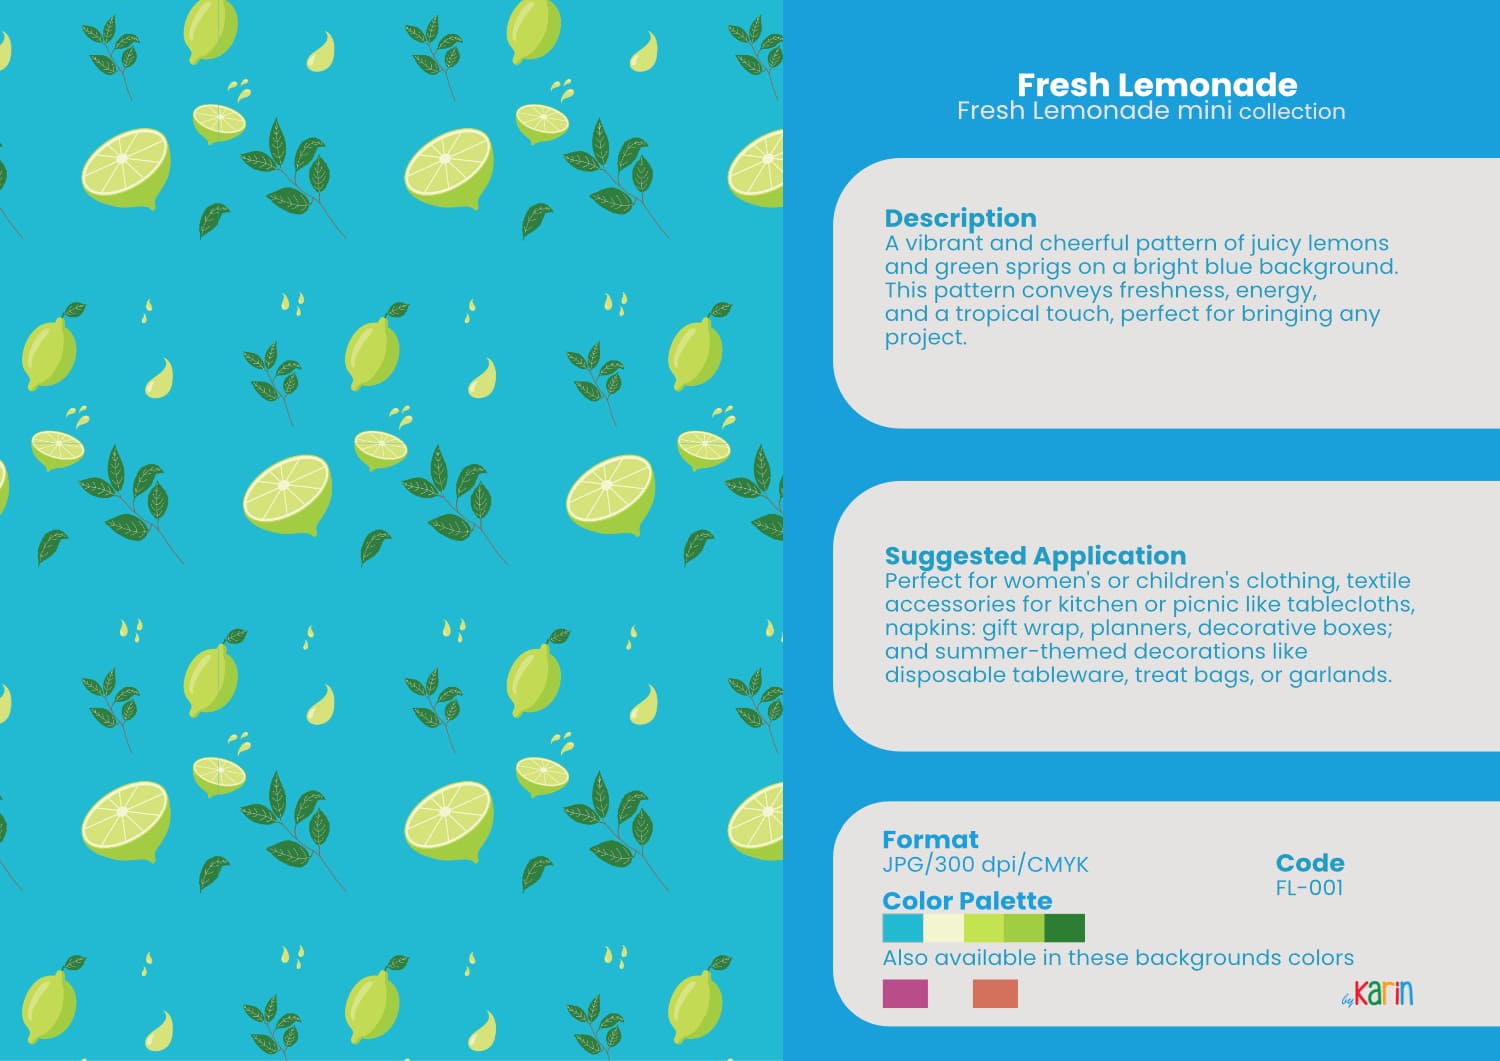 Fresh Lemonade
Fresh Lemonade mini collection
Description
A vibrant and cheerful pattern of juicy lemons
and green sprigs on a bright blue background.
This pattern conveys freshness, energy,
and a tropical touch, perfect for bringing any
project.
Suggested Application
Perfect for women's or children's clothing, textile
accessories for kitchen or picnic like tablecloths,
napkins: gift wrap, planners, decorative boxes;
and summer-themed decorations like
disposable tableware, treat bags, or garlands.
Format
JPG/300 dpi/CMYK
Code
FL-001
Color Palette
Also available in these backgrounds colors
by Karin